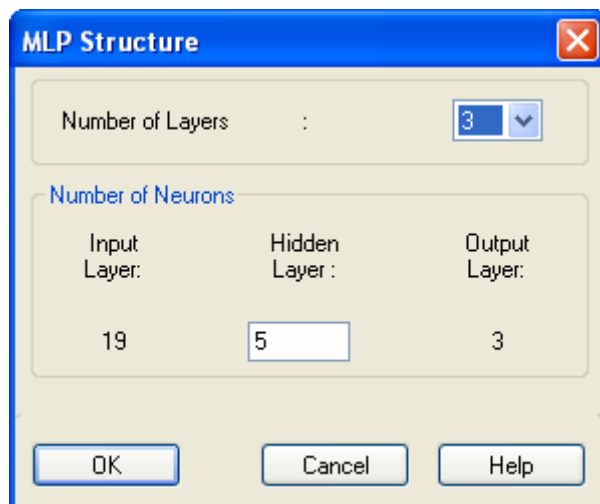 MLP Structure
Number of Layers : 3
Number of Neurons
Input Layer:
Hidden Layer :
Output Layer:
19 5 3
OK Cancel Help